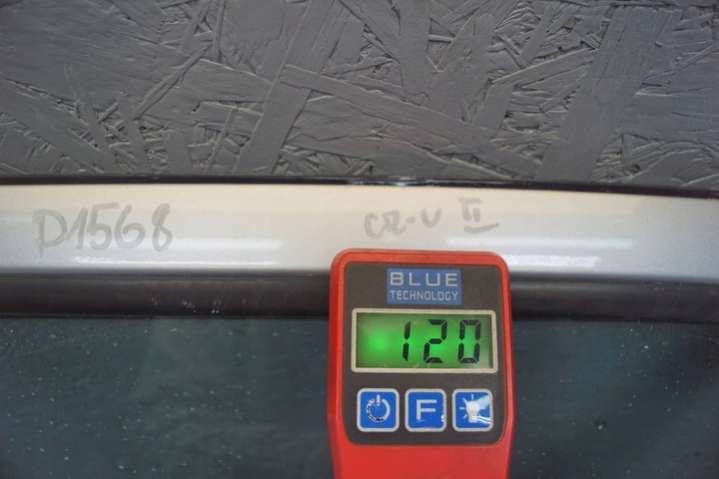 D1568
CR-V II
BLUE
TECHNOLOGY
120
F